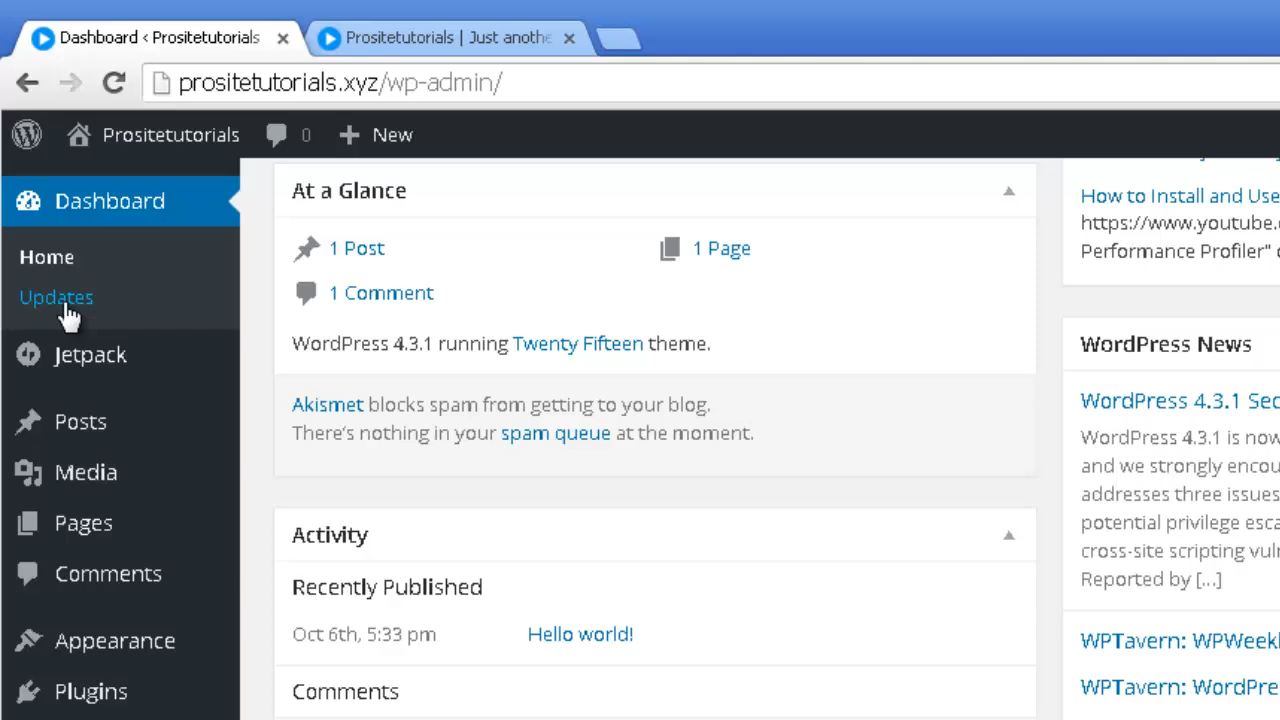 Dashboard ‹ Prositetutorials
Prositetutorials | Just anothe
prositetutorials.xyz/wp-admin/
Prositetutorials 0 New
Dashboard
Home
Updates
Jetpack
Posts
Media
Pages
Comments
Appearance
Plugins
At a Glance
1 Post
1 Page
1 Comment
WordPress 4.3.1 running Twenty Fifteen theme.
Akismet blocks spam from getting to your blog.
There's nothing in your spam queue at the moment.
Activity
Recently Published
Oct 6th, 5:33 pm Hello world!
Comments
How to Install and Use
https://www.youtube.
Performance Profiler"
WordPress News
WordPress 4.3.1 Sec
WordPress 4.3.1 is now
and we strongly encou
addresses three issues
potential privilege esca
cross-site scripting vuln
Reported by [...]
WPTavern: WPWeekl
WPTavern: WordPre